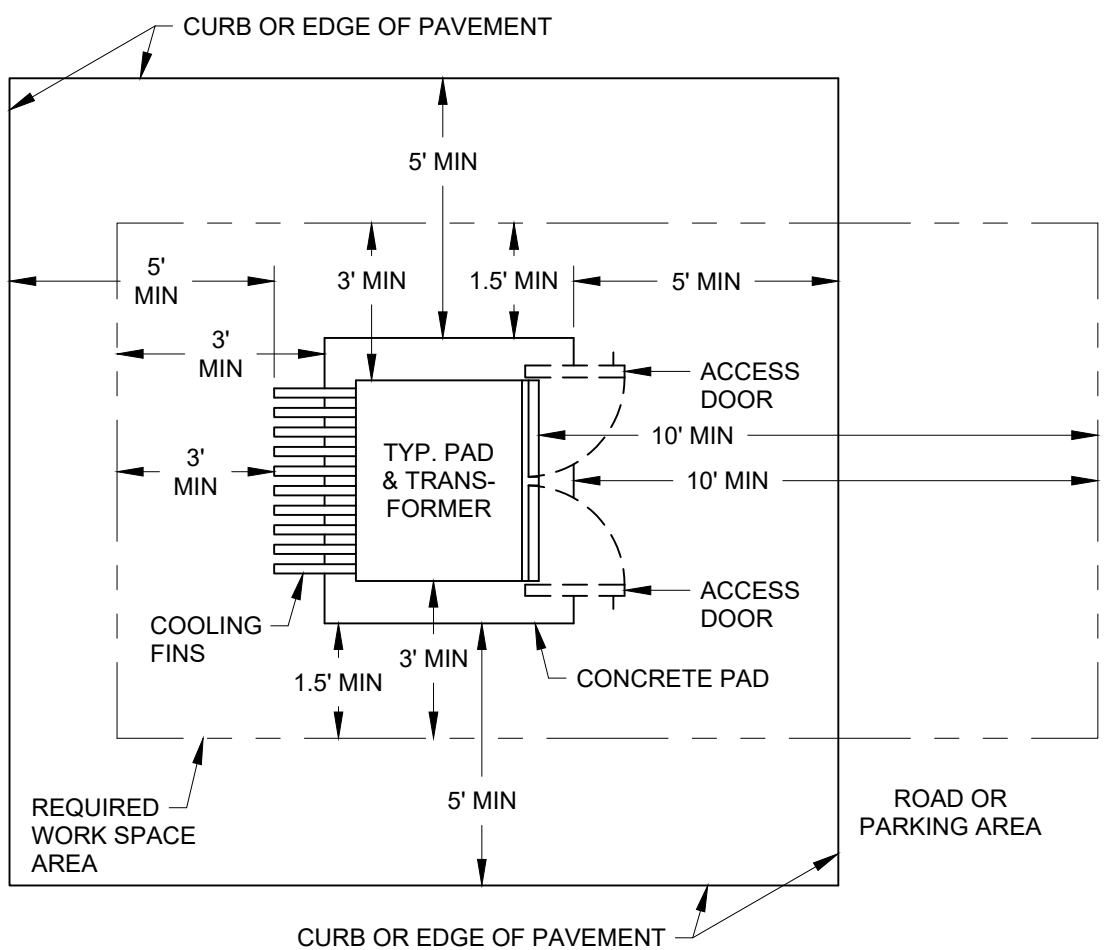 CURB OR EDGE OF PAVEMENT
5' MIN
5'
MIN
3' MIN
1.5' MIN
5' MIN
3'
MIN
ACCESS
DOOR
10' MIN
3'
MIN
TYP. PAD
& TRANS-
FORMER
10' MIN
ACCESS
DOOR
COOLING
FINS
3' MIN
1.5' MIN
CONCRETE PAD
5' MIN
REQUIRED
WORK SPACE
AREA
ROAD OR
PARKING AREA
CURB OR EDGE OF PAVEMENT